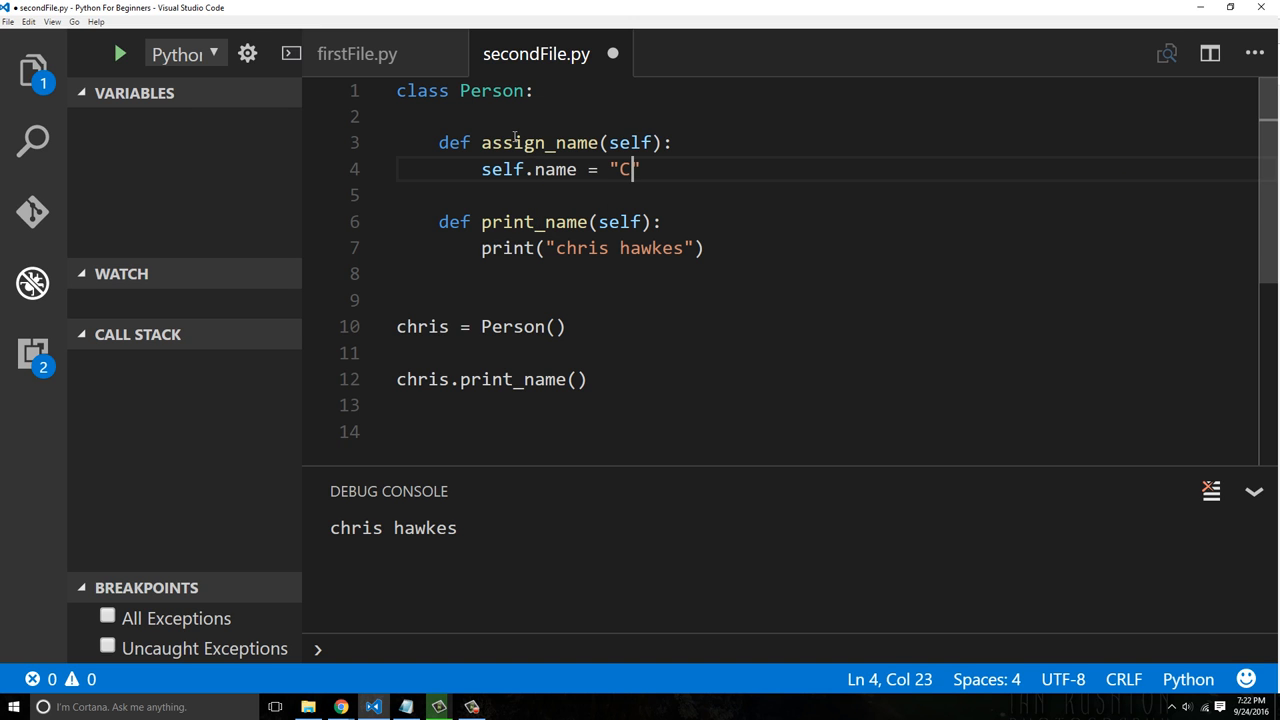 ● secondFile.py - Python For Beginners - Visual Studio Code
File Edit View Go Help
Pythor
firstFile.py
secondFile.py
VARIABLES
WATCH
CALL STACK
BREAKPOINTS
All Exceptions
Uncaught Exceptions
1
2
1 class Person:
2
3 def assign_name(self):
4 self.name = "C"
5
6 def print_name(self):
7 print("chris hawkes")
8
9
10 chris = Person()
11
12 chris.print_name()
13
14
DEBUG CONSOLE
chris hawkes
0 0
Ln 4, Col 23 Spaces: 4 UTF-8 CRLF Python
I'm Cortana. Ask me anything.
7:22 PM
9/24/2016